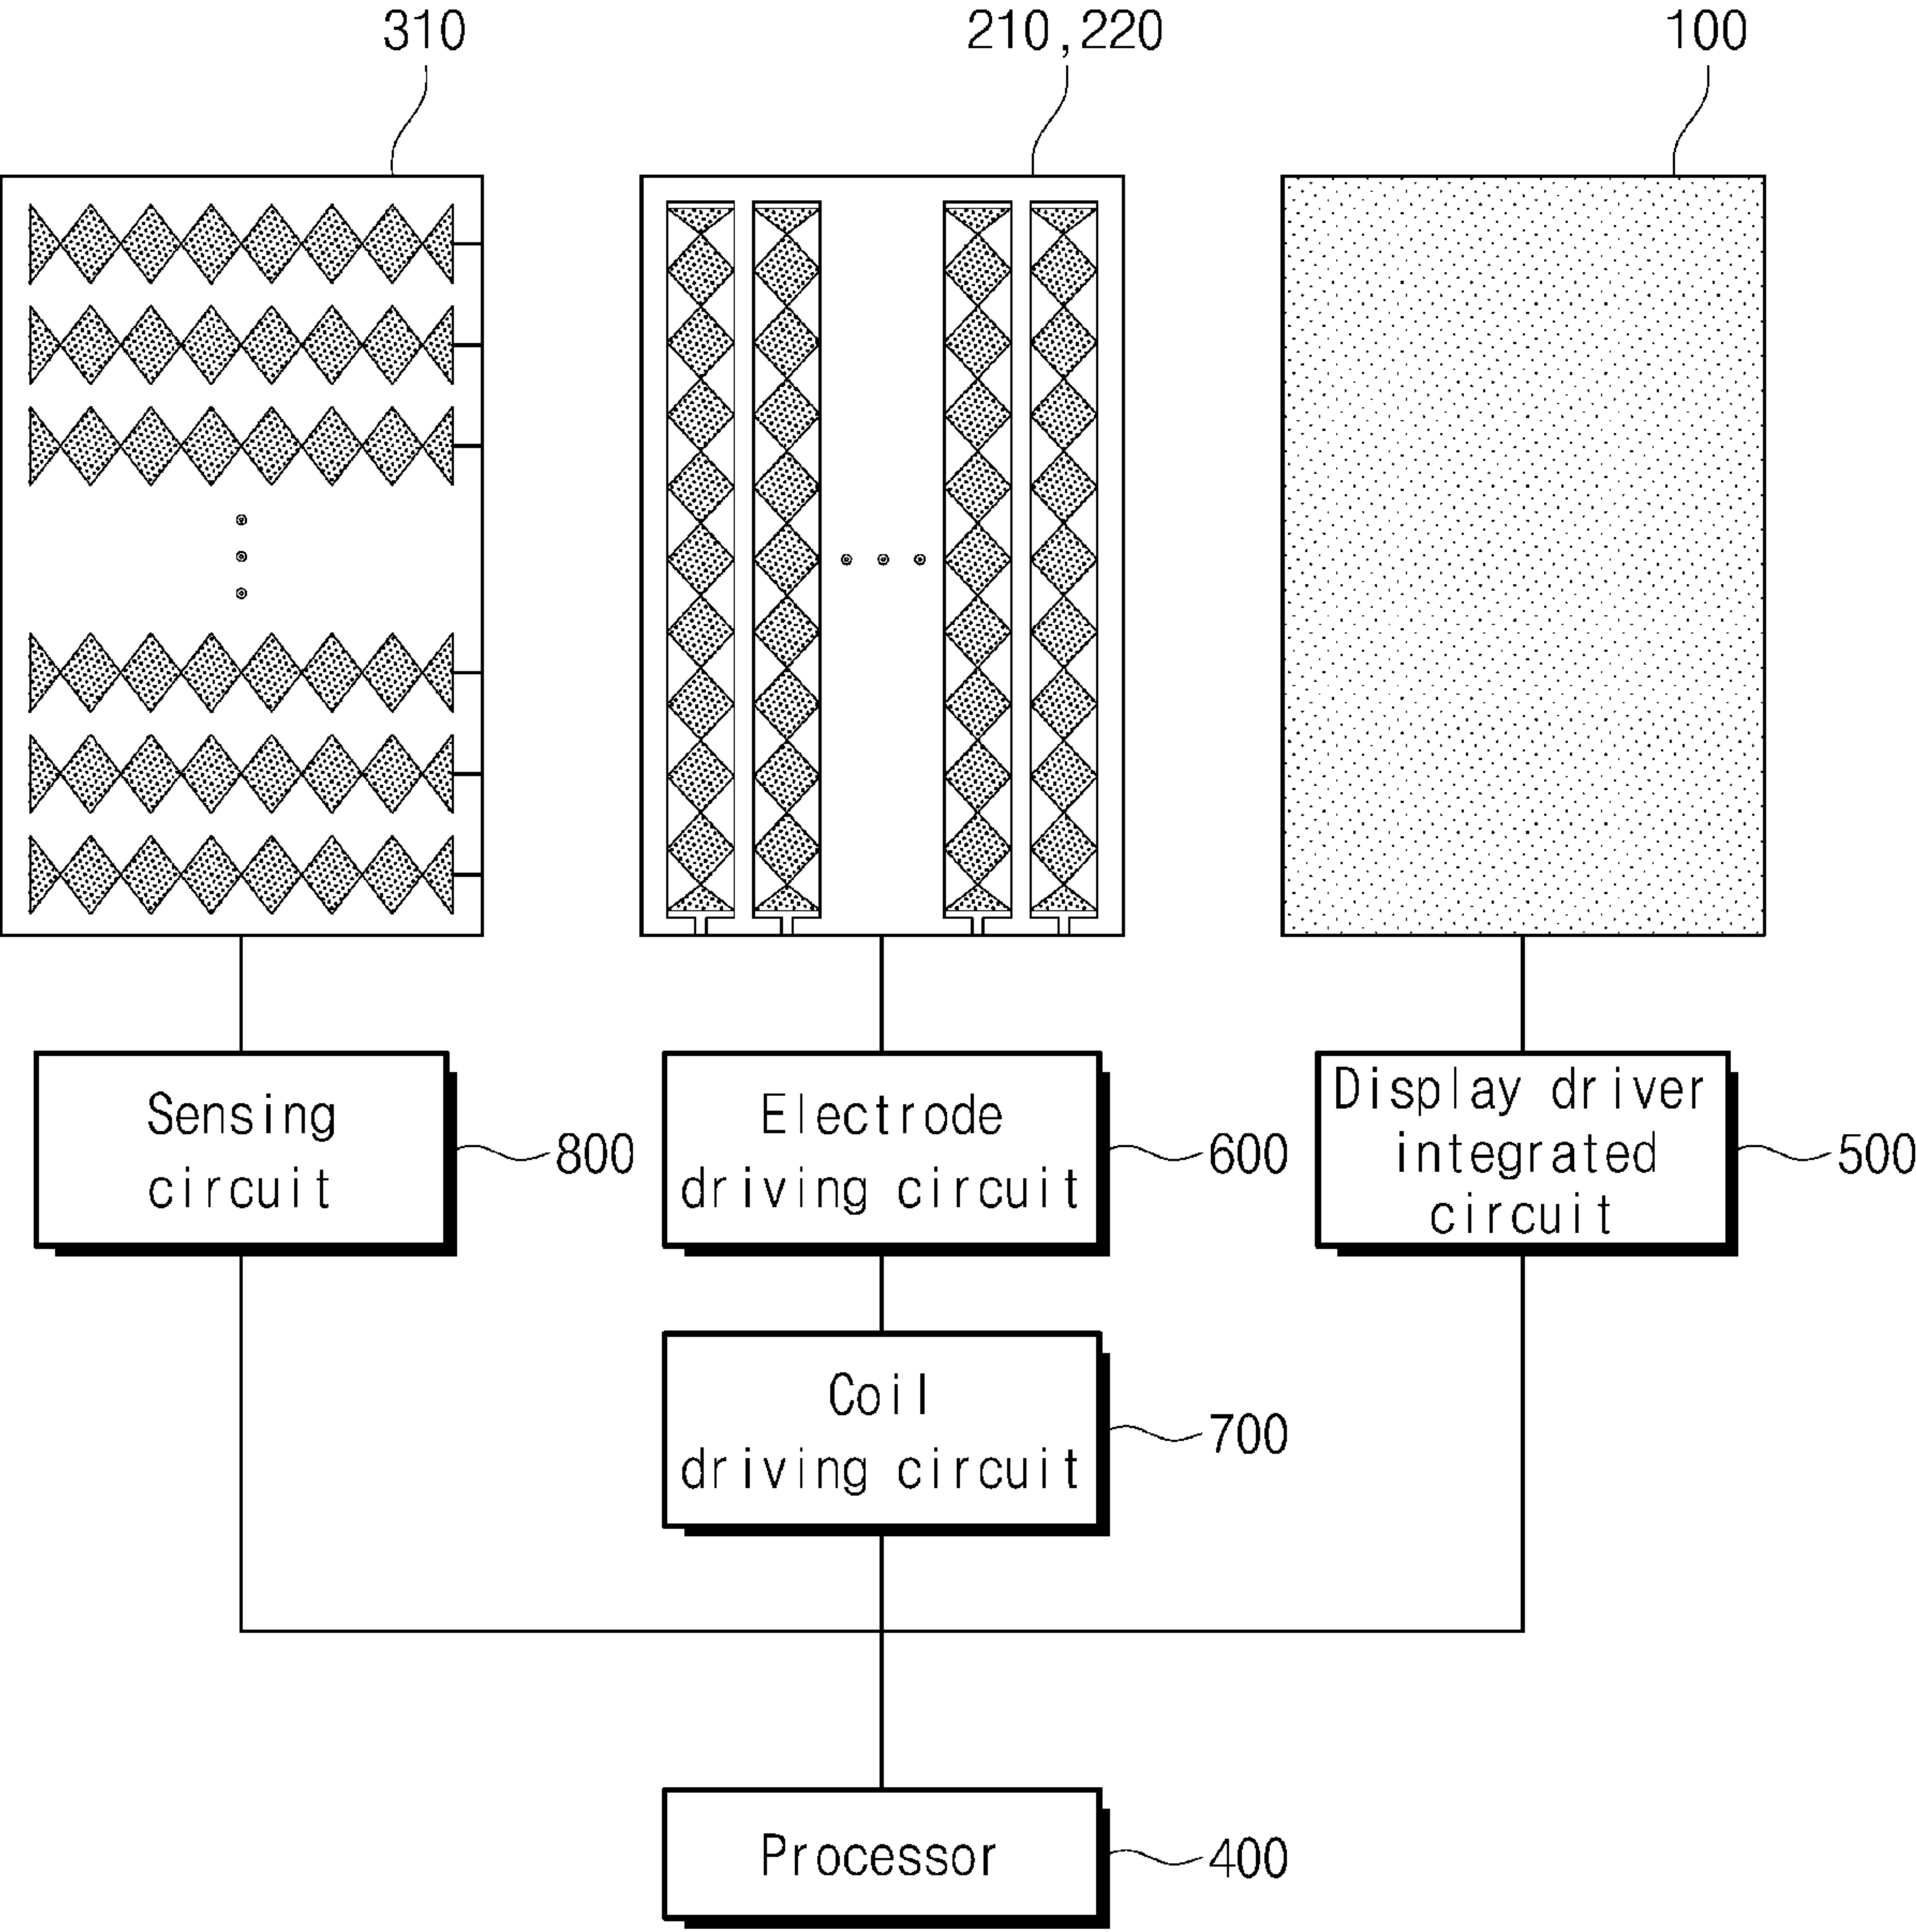 310
210,220
100
Sensing
circuit
800
Electrode
driving circuit
600
Display driver
integrated
circuit
500
Coil
driving circuit
700
Processor
400